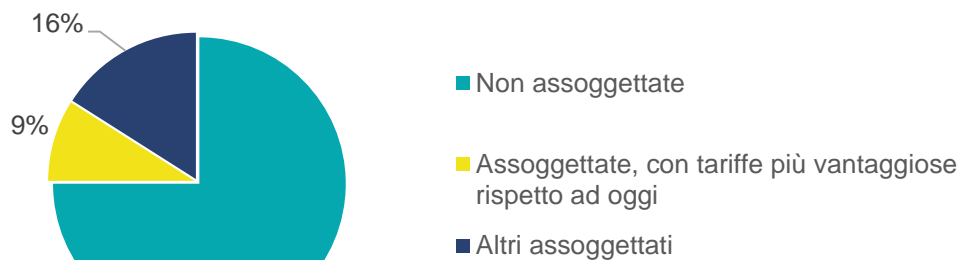 16%
9%
Non assoggettate
Assoggettate, con tariffe più vantaggiose
rispetto ad oggi
Altri assoggettati